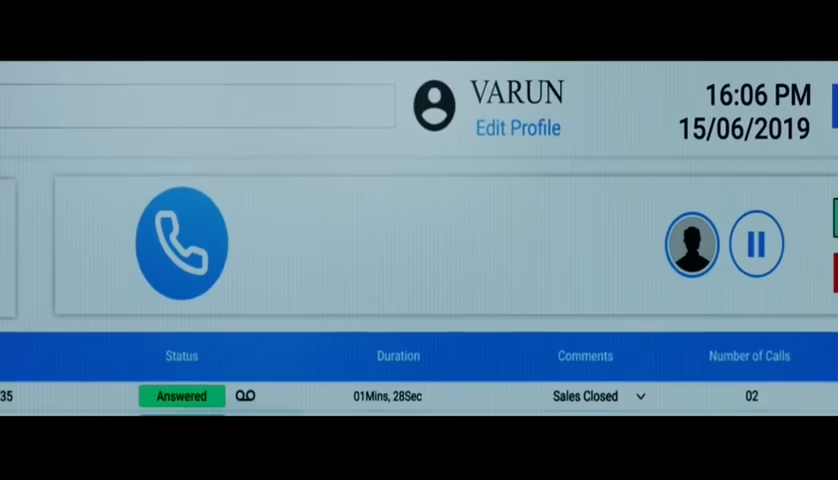 VARUN
Edit Profile
16:06 PM
15/06/2019
Status Duration Comments Number of Calls
35 Answered 01Mins, 28Sec Sales Closed 02